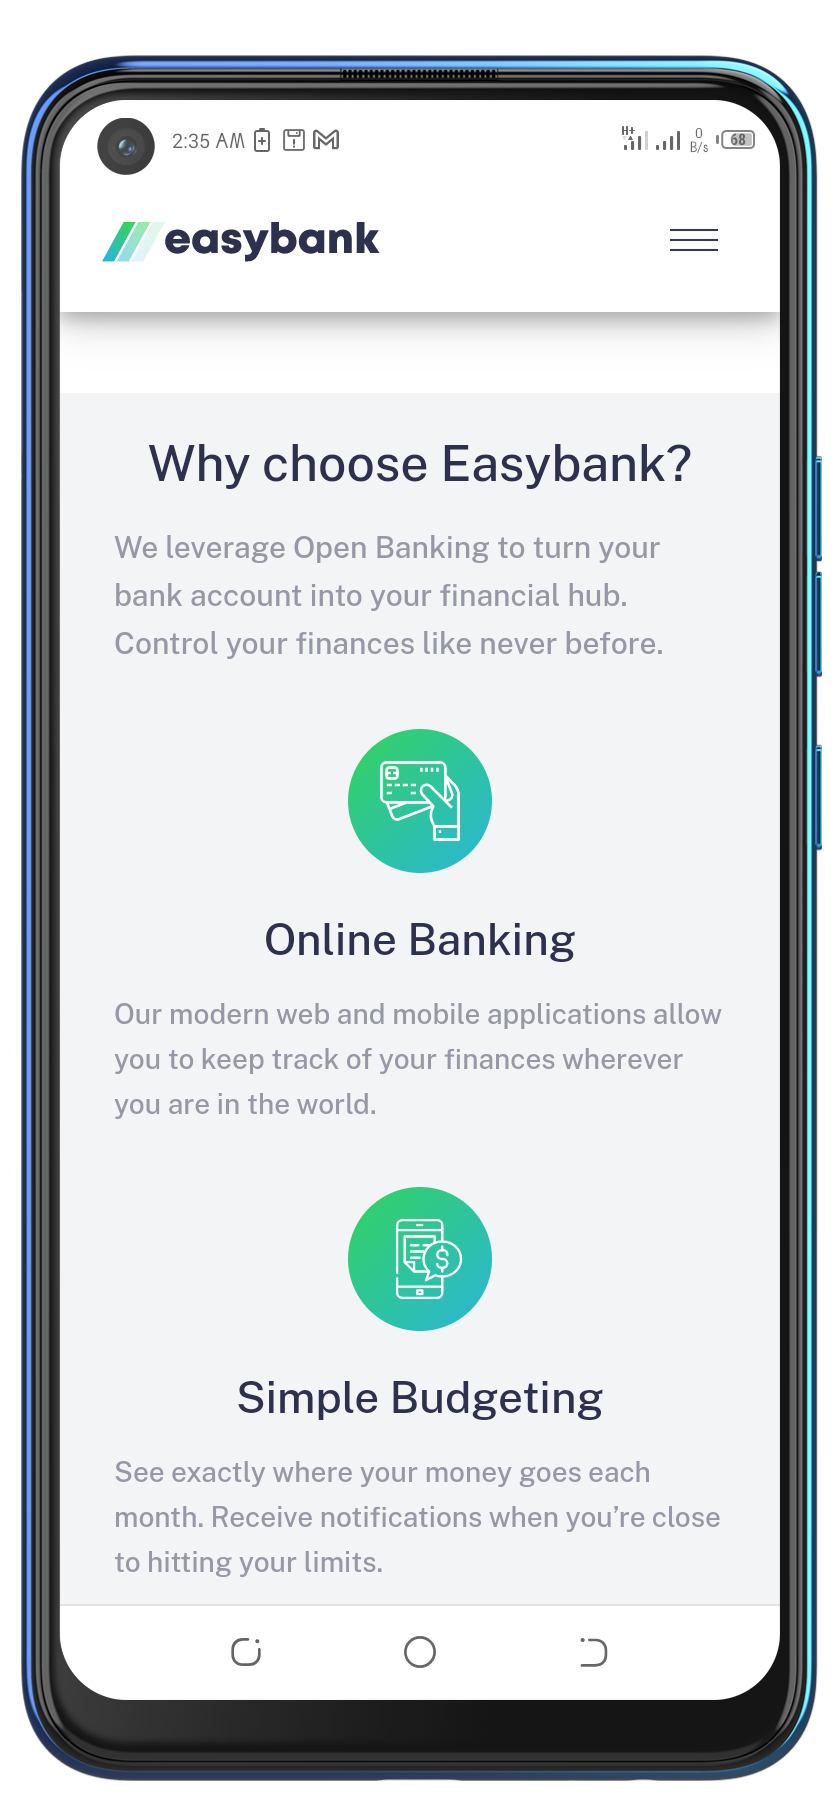 2:35 AM H+ 0 B/s 68
easybank
Why choose Easybank?
We leverage Open Banking to turn your
bank account into your financial hub.
Control your finances like never before.
Online Banking
Our modern web and mobile applications allow
you to keep track of your finances wherever
you are in the world.
$
Simple Budgeting
See exactly where your money goes each
month. Receive notifications when you’re close
to hitting your limits.